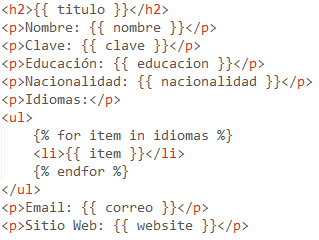 <h2>{{ titulo }}</h2>
<p>Nombre: {{ nombre }}</p>
<p>Clave: {{ clave }}</p>
<p>Educación: {{ educacion }}</p>
<p>Nacionalidad: {{ nacionalidad }}</p>
<p>Idiomas:</p>
<ul>
    {% for item in idiomas %}
    <li>{{ item }}</li>
    {% endfor %}
</ul>
<p>Email: {{ correo }}</p>
<p>Sitio Web: {{ website }}</p>